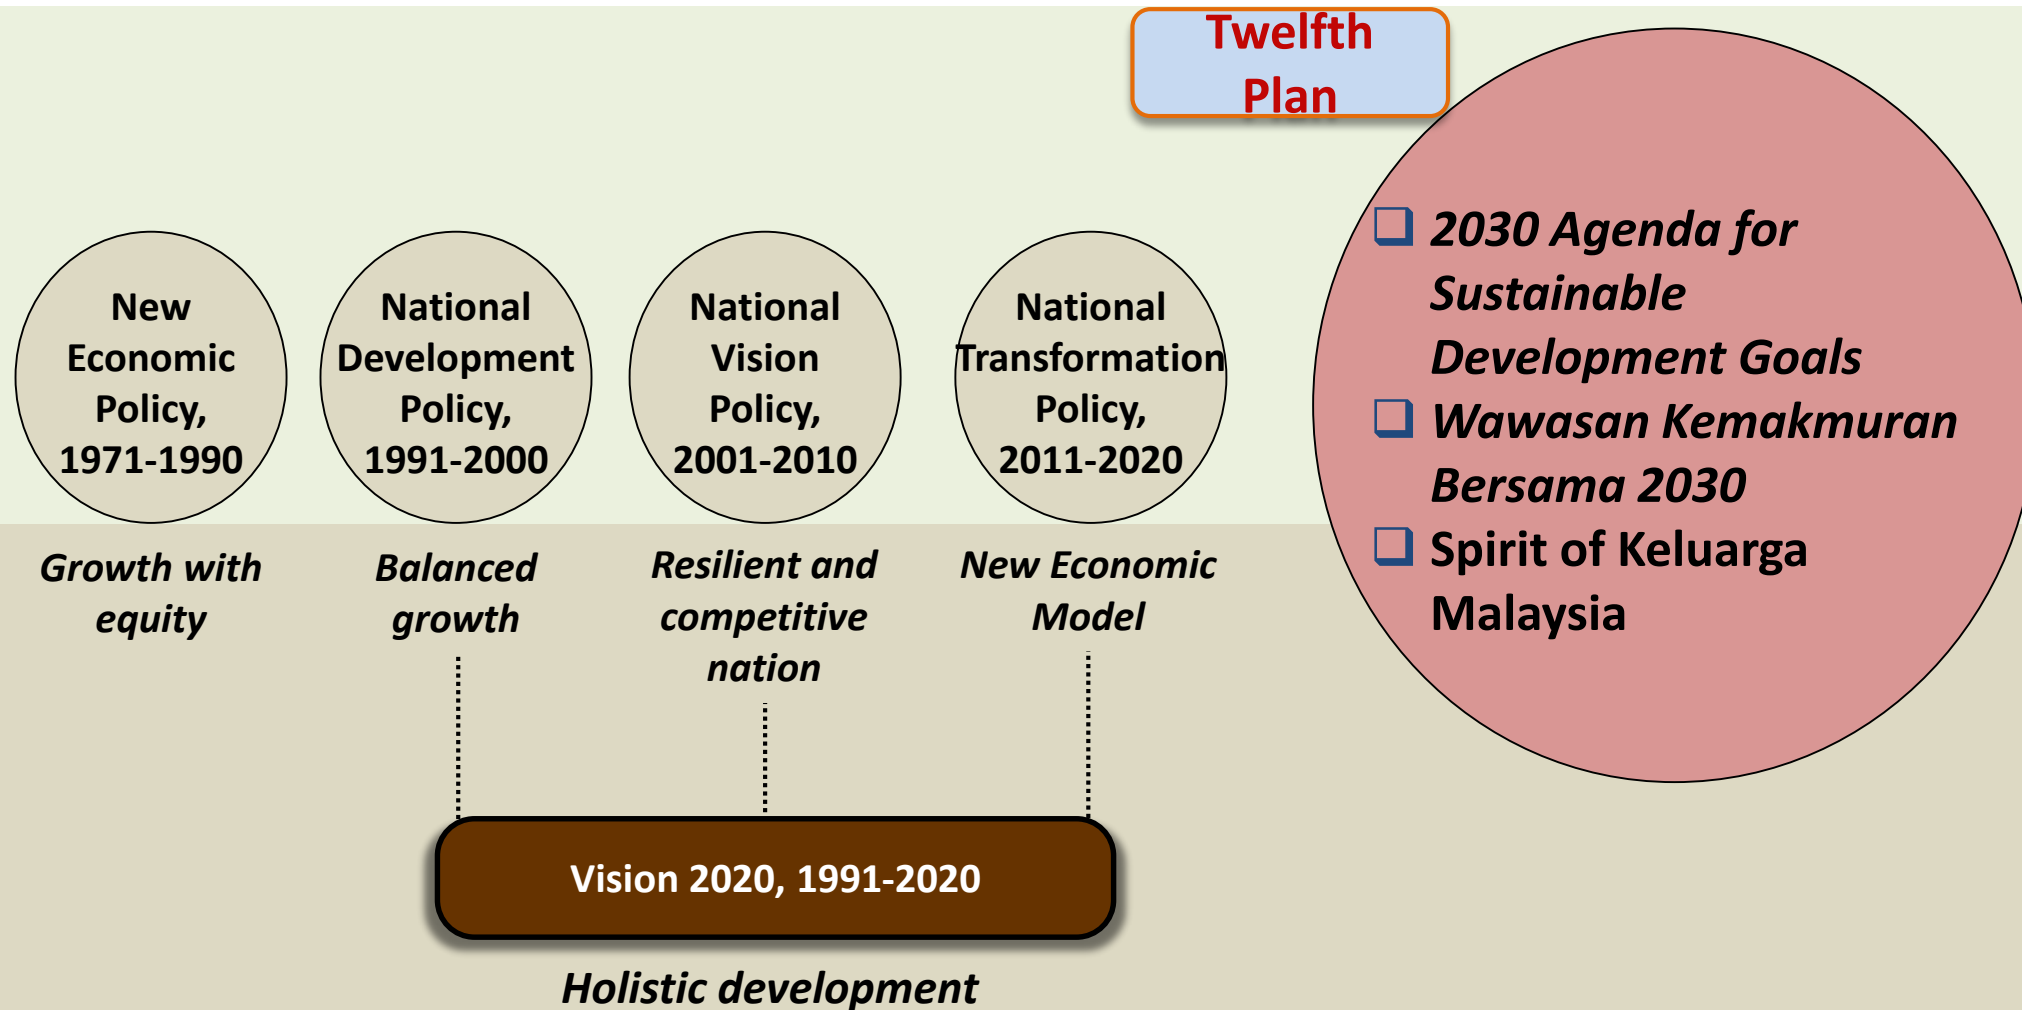 Twelfth
Plan
New
Economic
Policy,
1971-1990
National
Development
Policy,
1991-2000
National
Vision
Policy,
2001-2010
National
Transformation
Policy,
2011-2020
Growth with
equity
Balanced
growth
Resilient and
competitive
nation
New Economic
Model
Vision 2020, 1991-2020
Holistic development
2030 Agenda for
Sustainable
Development Goals
Wawasan Kemakmuran
Bersama 2030
Spirit of Keluarga
Malaysia